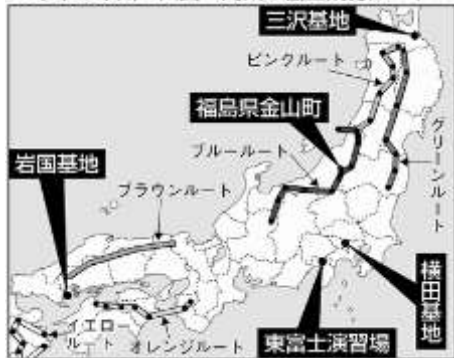 三沢基地
ピンクルート
福島県金山町
グリーンルート
岩国基地
ブルールート
ブラウンルート
横田基地
イエロー
ルート
オレンジルート
東富士演習場